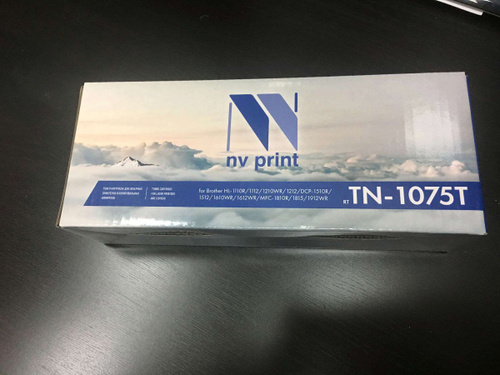 nv print
for Brother HL-1110R/1112/1210WR/1212/DCP-1510R/
1512/1610WR/1612WR/MFC-1810R/1815/1912WR
RT TN-1075T